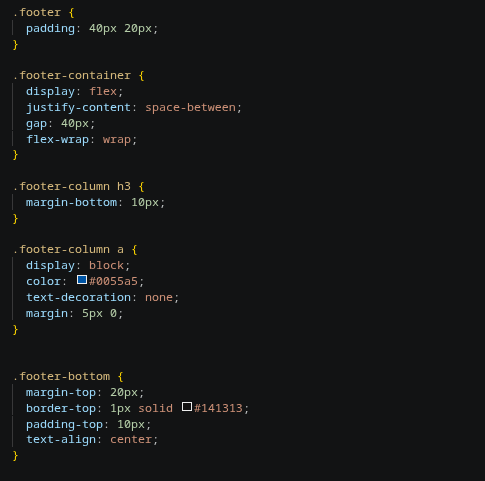 .footer {
  padding: 40px 20px;
}

.footer-container {
  display: flex;
  justify-content: space-between;
  gap: 40px;
  flex-wrap: wrap;
}

.footer-column h3 {
  margin-bottom: 10px;
}

.footer-column a {
  display: block;
  color: #0055a5;
  text-decoration: none;
  margin: 5px 0;
}


.footer-bottom {
  margin-top: 20px;
  border-top: 1px solid #141313;
  padding-top: 10px;
  text-align: center;
}